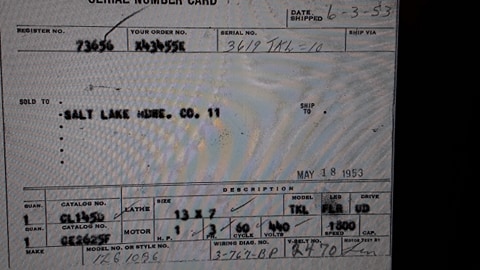 SERIAL NUMBER CARD
DATE SHIPPED 6-3-53
REGISTER NO. YOUR ORDER NO. SERIAL NO. SHIP VIA
73656 X43455K 3619 TKL-10
SOLD TO SHIP TO
SALT LAKE HDWE. CO. 11
MAY 18 1953
DESCRIPTION
QUAN. CATALOG NO. SIZE MODEL LEG DRIVE
1 CL145D LATHE 13 X 7 TKL FLR UD
QUAN. CATALOG NO.
1 CE2625F MOTOR 1 3 60 440 1800
H.P. CYCLE VOLTS SPEED CAP.
MAKE MODEL NO. OR STYLE NO. WIRING DIAG. NO. V-BELT NO. MOTOR TEST BY
1261096 3-767-BP 2470